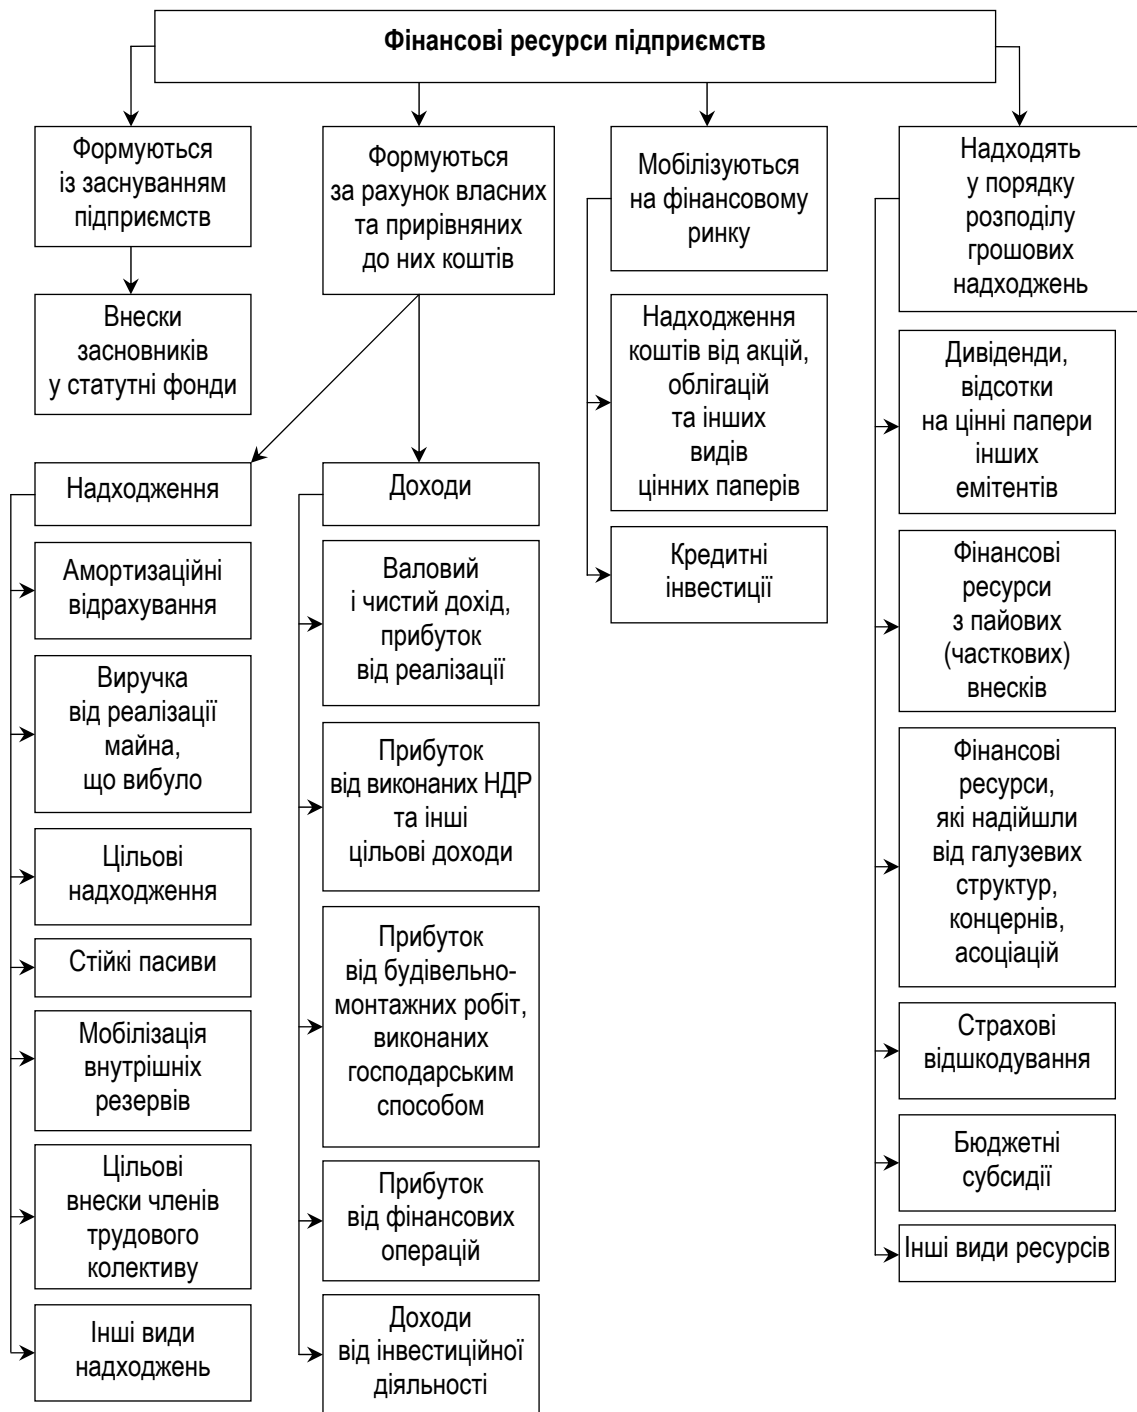 Фінансові ресурси підприємств
Формуються
із заснуванням
підприємств
Внески
засновників
у статутні фонди
Формуються
за рахунок власних
та прирівняних
до них коштів
Надходження
Амортизаційні
відрахування
Виручка
від реалізації
майна,
що вибуло
Цільові
надходження
Стійкі пасиви
Мобілізація
внутрішніх
резервів
Цільові
внески членів
трудового
колективу
Інші види
надходжень
Доходи
Валовий
і чистий дохід,
прибуток
від реалізації
Прибуток
від виконаних НДР
та інші
цільові доходи
Прибуток
від будівельно-
монтажних робіт,
виконаних
господарським
способом
Прибуток
від фінансових
операцій
Доходи
від інвестиційної
діяльності
Мобілізуються
на фінансовому
ринку
Надходження
коштів від акцій,
облігацій
та інших
видів
цінних паперів
Кредитні
інвестиції
Надходять
у порядку
розподілу
грошових
надходжень
Дивіденди,
відсотки
на цінні папери
інших
емітентів
Фінансові
ресурси
з пайових
(часткових)
внесків
Фінансові
ресурси,
які надійшли
від галузевих
структур,
концернів,
асоціацій
Страхові
відшкодування
Бюджетні
субсидії
Інші види ресурсів